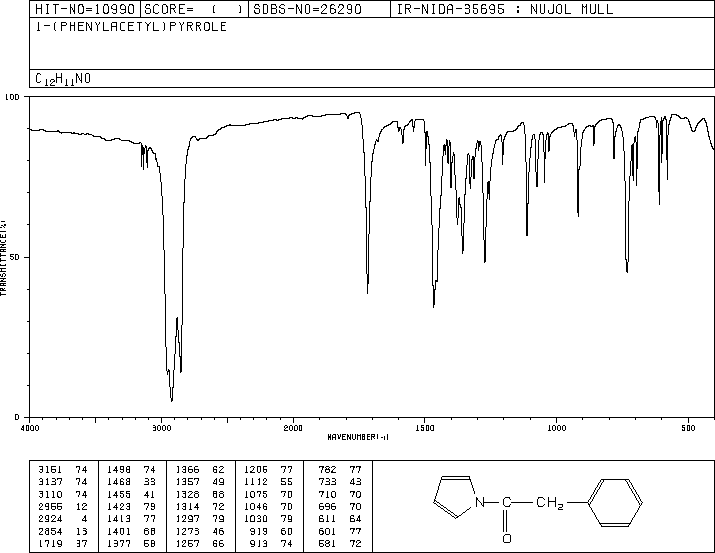 HIT-NO=10990 SCORE= ( ) SDBS-NO=26290 IR-NIDA-35695 : NUJOL MULL
1-(PHENYLACETYL)PYRROLE
C12H11NO
100
50
0
TRANSMITTANCE(%)
4000 3000 2000 1500 1000 500
WAVENUMBER(-1)
3151 74 1498 74 1366 62 1206 77 782 77
3137 74 1468 33 1357 49 1112 55 733 43
3110 74 1455 41 1328 68 1075 70 710 70
2955 12 1423 79 1314 72 1046 70 696 70
2924 4 1413 77 1297 79 1030 79 611 64
2854 13 1401 68 1273 46 919 60 601 77
1719 37 1377 58 1257 66 913 74 581 72
N C CH2
O